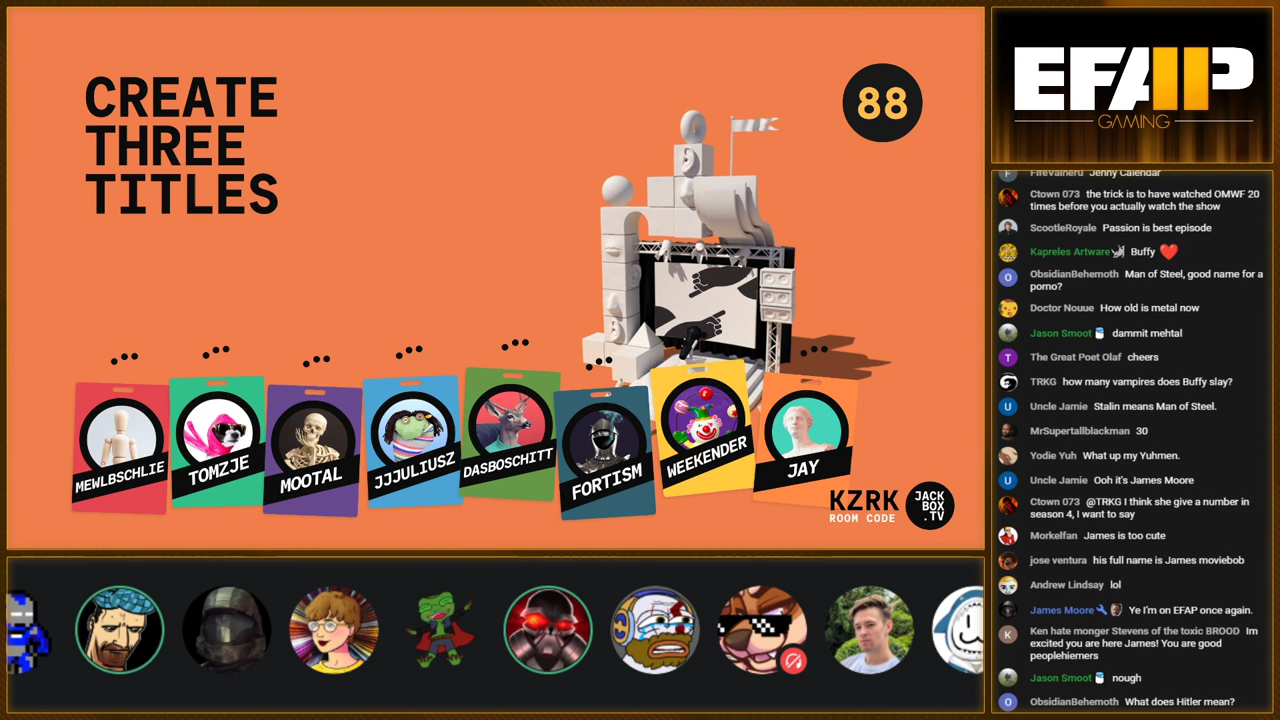 CREATE
THREE
TITLES
88
MEWLBSCHLIE
TOMZJE
MOOTAL
JJJULIUSZ
DASBOSCHITT
FORTISM
WEEKENDER
JAY
KZRK
ROOM CODE
JACK
BOX
.TV
EFAP
GAMING
F FireValheru Jenny Calendar
Ctown 073 the trick is to have watched OMWF 20
times before you actually watch the show
ScootleRoyale Passion is best episode
Kapreles Artware Buffy
O ObsidianBehemoth Man of Steel, good name for a
porno?
Doctor Nouue How old is metal now
Jason Smoot dammit mehtal
T The Great Poet Olaf cheers
TRKG how many vampires does Buffy slay?
U Uncle Jamie Stalin means Man of Steel.
MrSupertallblackman 30
Yodie Yuh What up my Yuhmen.
U Uncle Jamie Ooh it's James Moore
Ctown 073 @TRKG I think she give a number in
season 4, I want to say
Morkelfan James is too cute
jose ventura his full name is James moviebob
Andrew Lindsay lol
James Moore Ye I'm on EFAP once again.
K Ken hate monger Stevens of the toxic BROOD Im
excited you are here James! You are good
peoplehiemers
Jason Smoot nough
O ObsidianBehemoth What does Hitler mean?